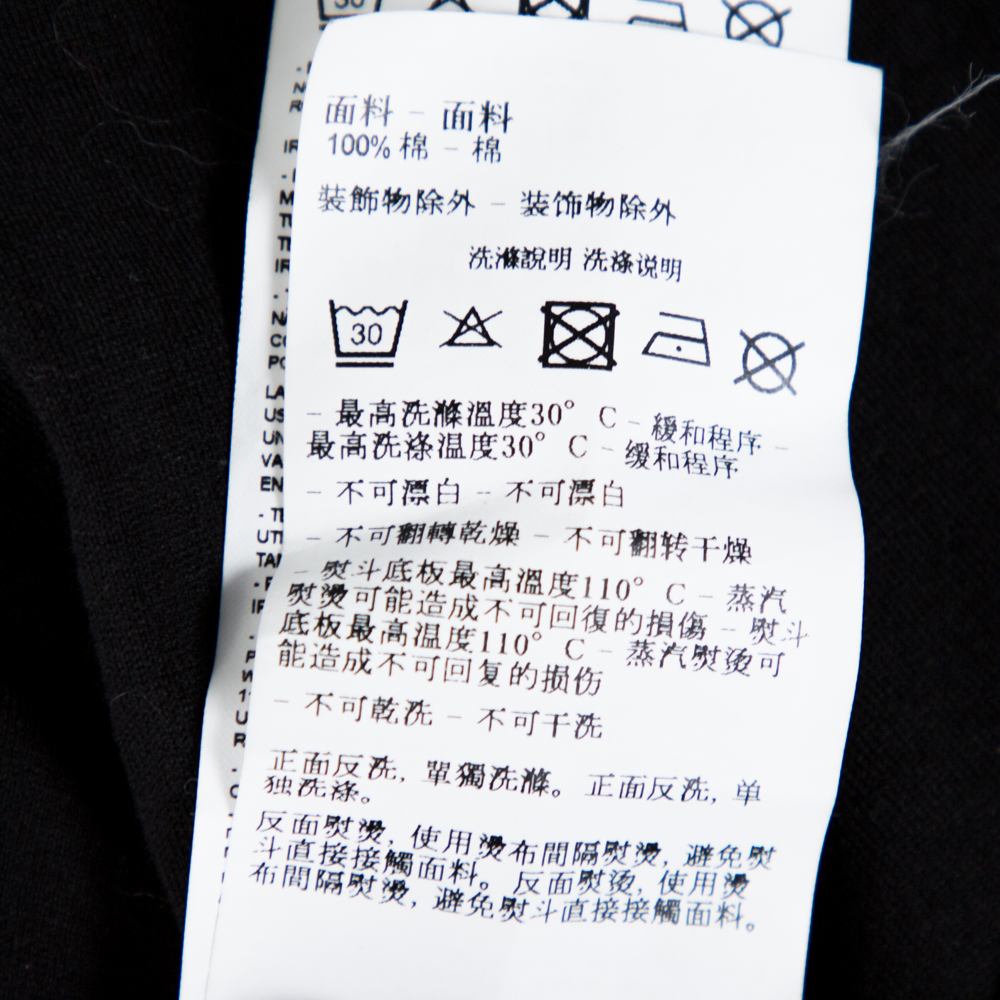 面料 - 面料
100% 棉 - 棉
裝飾物除外 - 装饰物除外
洗滌說明 洗涤说明
30
- 最高洗滌溫度30° C - 緩和程序 -
最高洗涤温度30° C - 缓和程序
- 不可漂白 - 不可漂白
- 不可翻轉乾燥 - 不可翻转干燥
- 熨斗底板最高溫度110° C - 蒸汽
熨燙可能造成不可回復的損傷 - 熨斗
底板最高温度110° C - 蒸汽熨烫可
能造成不可回复的损伤
- 不可乾洗 - 不可干洗
正面反洗, 單獨洗滌。 正面反洗, 单
独洗涤。
反面熨燙, 使用燙布間隔熨燙, 避免熨
斗直接接觸面料。 反面熨烫, 使用燙
布間隔熨燙, 避免熨斗直接接觸面料。